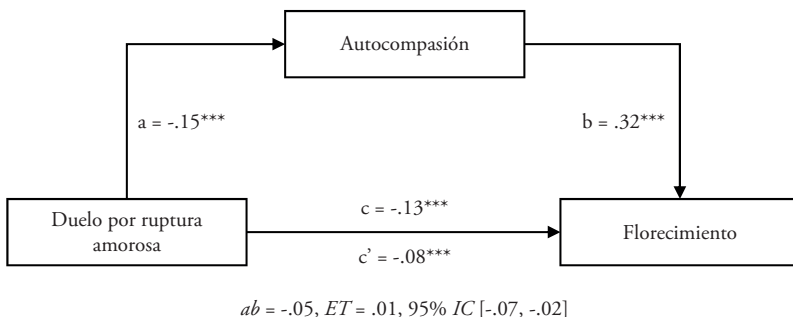 Autocompasión
a = -.15***
b = .32***
Duelo por ruptura
amorosa
c = -.13***
c’ = -.08***
Florecimiento
ab = -.05, ET = .01, 95% IC [-.07, -.02]